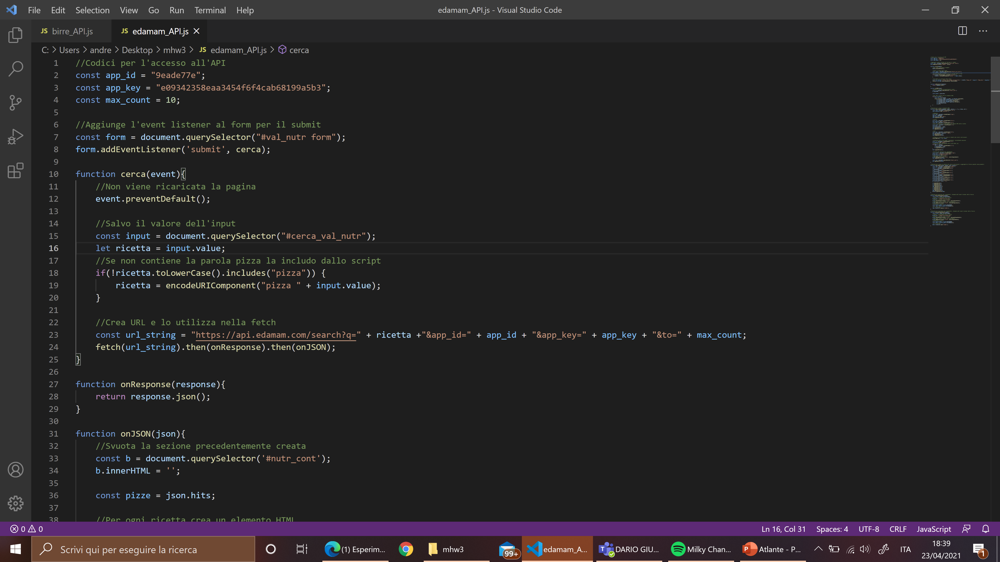 File Edit Selection View Go Run Terminal Help
edamam_API.js - Visual Studio Code
JS birre_API.js
JS edamam_API.js
C: > Users > andre > Desktop > mhw3 > JS edamam_API.js > cerca
1 //Codici per l'accesso all'API
2 const app_id = "9eade77e";
3 const app_key = "e09342358eaa3454f6f4cab68199a5b3";
4 const max_count = 10;
5
6 //Aggiunge l'event listener al form per il submit
7 const form = document.querySelector("#val_nutr form");
8 form.addEventListener('submit', cerca);
9
10 function cerca(event){
11 //Non viene ricaricata la pagina
12 event.preventDefault();
13
14 //Salvo il valore dell'input
15 const input = document.querySelector("#cerca_val_nutr");
16 let ricetta = input.value;
17 //Se non contiene la parola pizza la includo dallo script
18 if(!ricetta.toLowerCase().includes("pizza")) {
19 ricetta = encodeURIComponent("pizza " + input.value);
20 }
21
22 //Crea URL e lo utilizza nella fetch
23 const url_string = "https://api.edamam.com/search?q=" + ricetta +"&app_id=" + app_id + "&app_key=" + app_key + "&to=" + max_count;
24 fetch(url_string).then(onResponse).then(onJSON);
25 }
26
27 function onResponse(response){
28 return response.json();
29 }
30
31 function onJSON(json){
32 //Svuota la sezione precedentemente creata
33 const b = document.querySelector('#nutr_cont');
34 b.innerHTML = '';
35
36 const pizze = json.hits;
37
38 //Per ogni ricetta crea un elemento HTML
0 0
Ln 16, Col 31 Spaces: 4 UTF-8 CRLF JavaScript
Scrivi qui per eseguire la ricerca
(1) Esperim...
mhw3
99+
edamam_A...
DARIO GIU...
Milky Chan...
Atlante - P...
ITA
18:39
23/04/2021
1